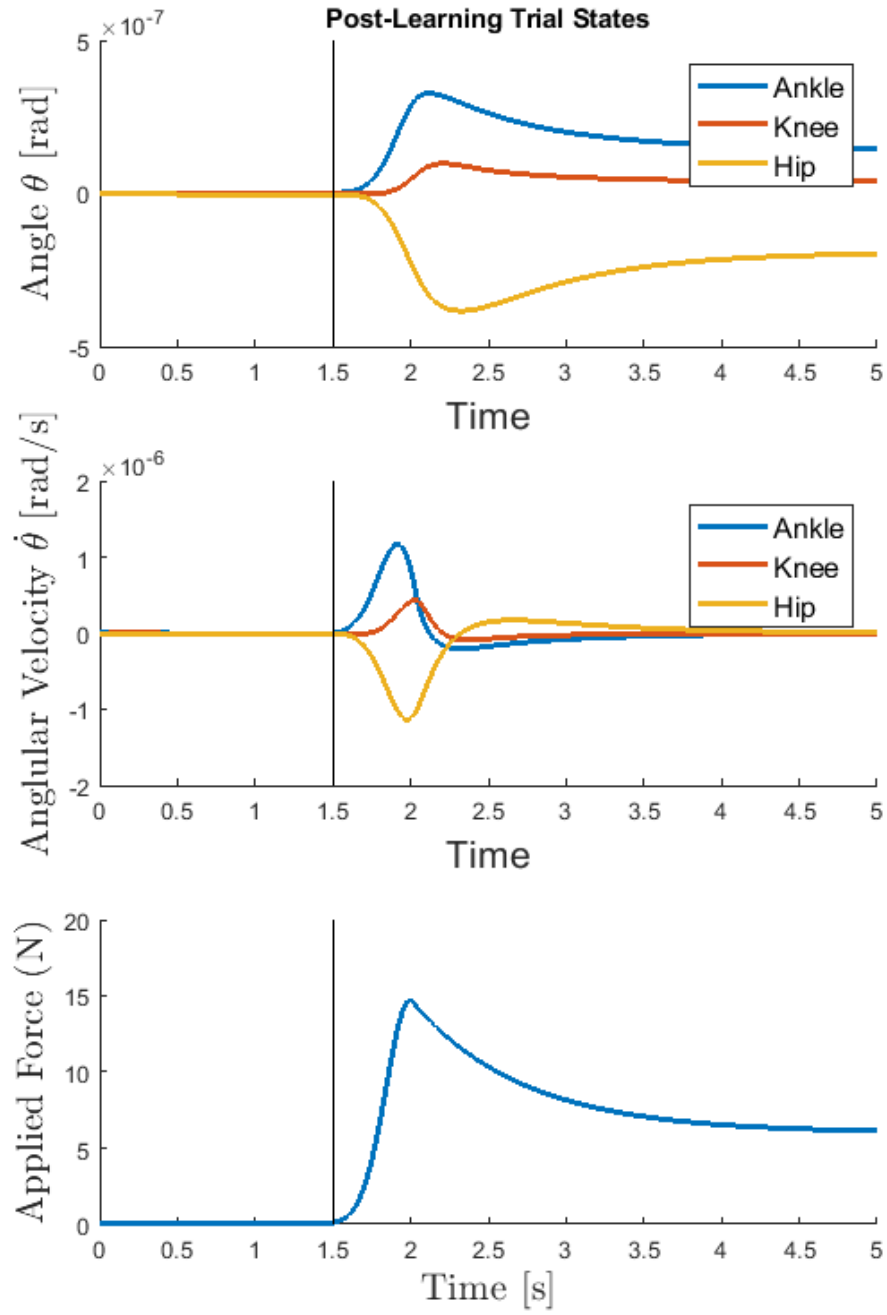 Post-Learning Trial States
×10⁻⁷
5
0
-5
Angle θ [rad]
Ankle
Knee
Hip
0 0.5 1 1.5 2 2.5 3 3.5 4 4.5 5
Time
×10⁻⁶
2
1
0
-1
-2
Anglular Velocity θ̇ [rad/s]
Ankle
Knee
Hip
0 0.5 1 1.5 2 2.5 3 3.5 4 4.5 5
Time
20
15
10
5
0
Applied Force (N)
0 0.5 1 1.5 2 2.5 3 3.5 4 4.5 5
Time [s]